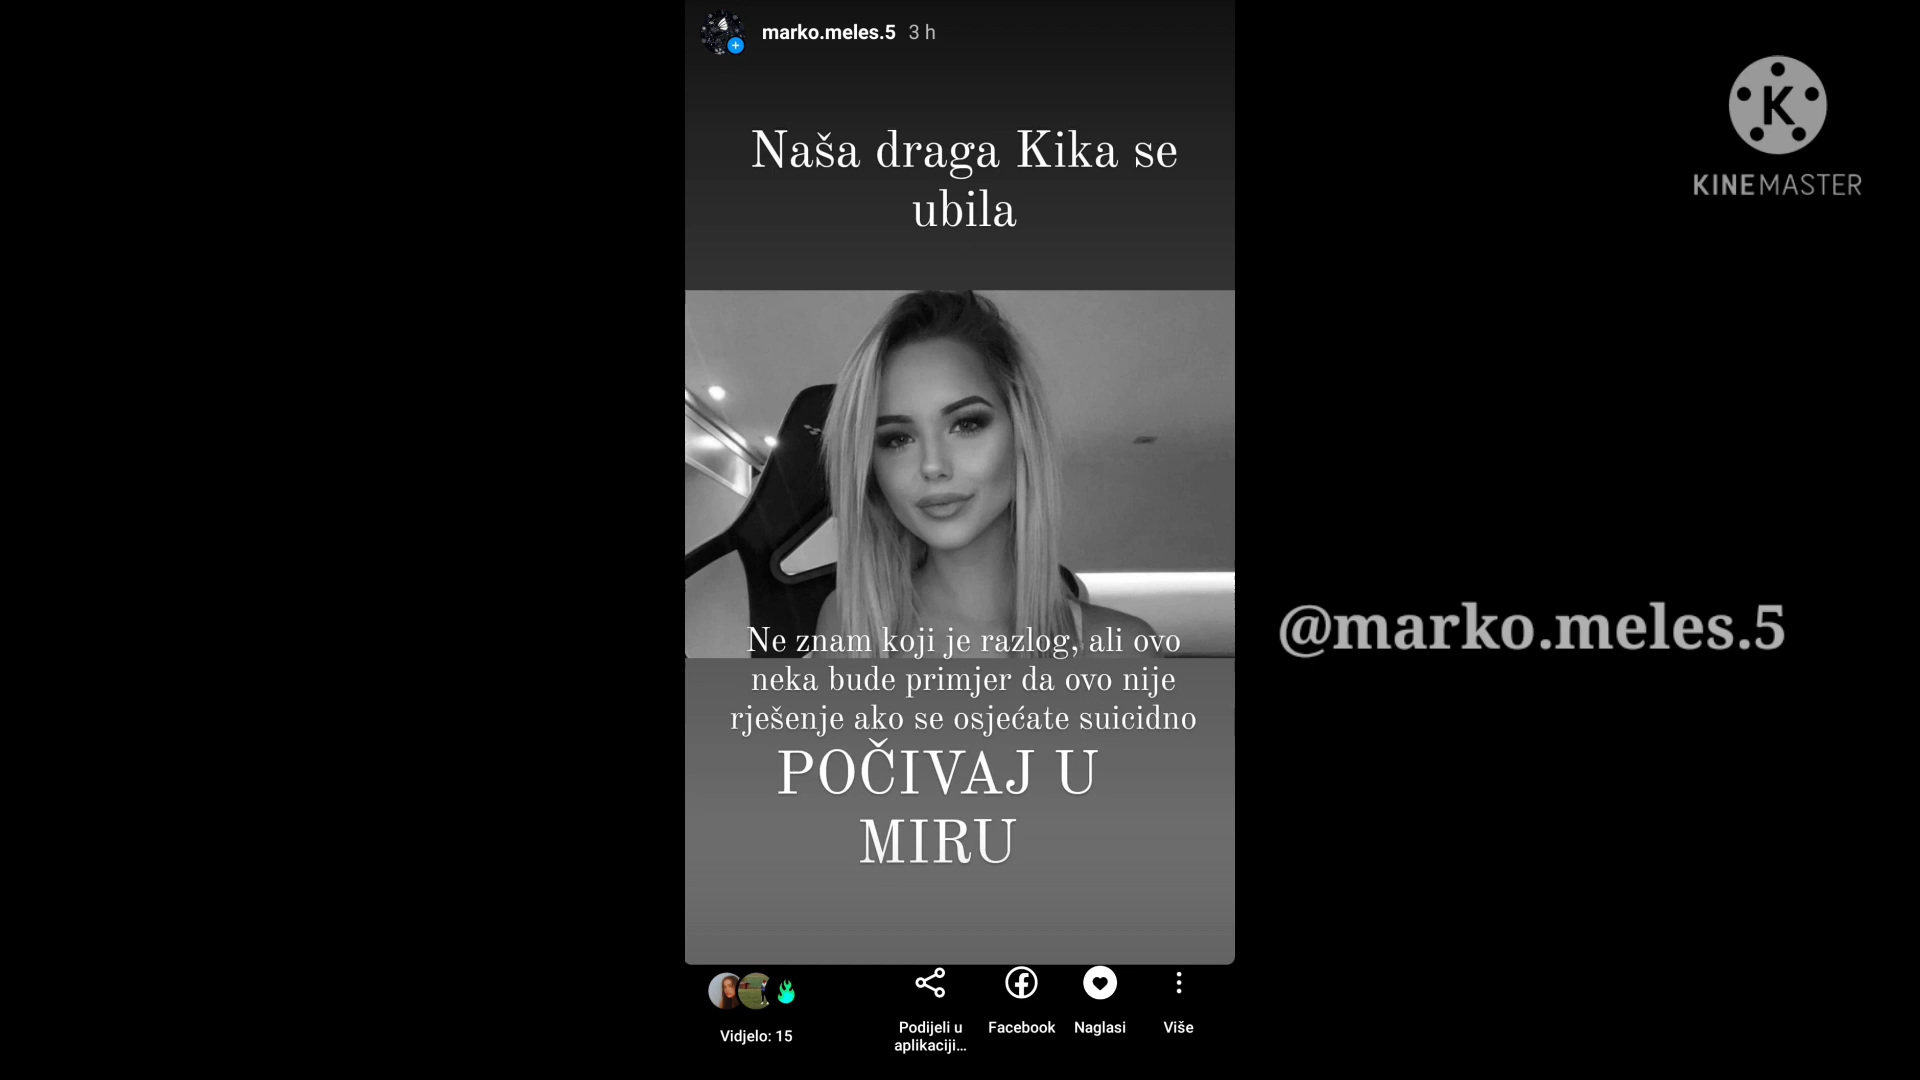 marko.meles.5 3 h
Naša draga Kika se
ubila
Ne znam koji je razlog, ali ovo
neka bude primjer da ovo nije
rješenje ako se osjećate suicidno
POČIVAJ U
MIRU
Vidjelo: 15
Podijeli u
aplikaciji...
Facebook
Naglasi
Više
K
KINEMASTER
@marko.meles.5